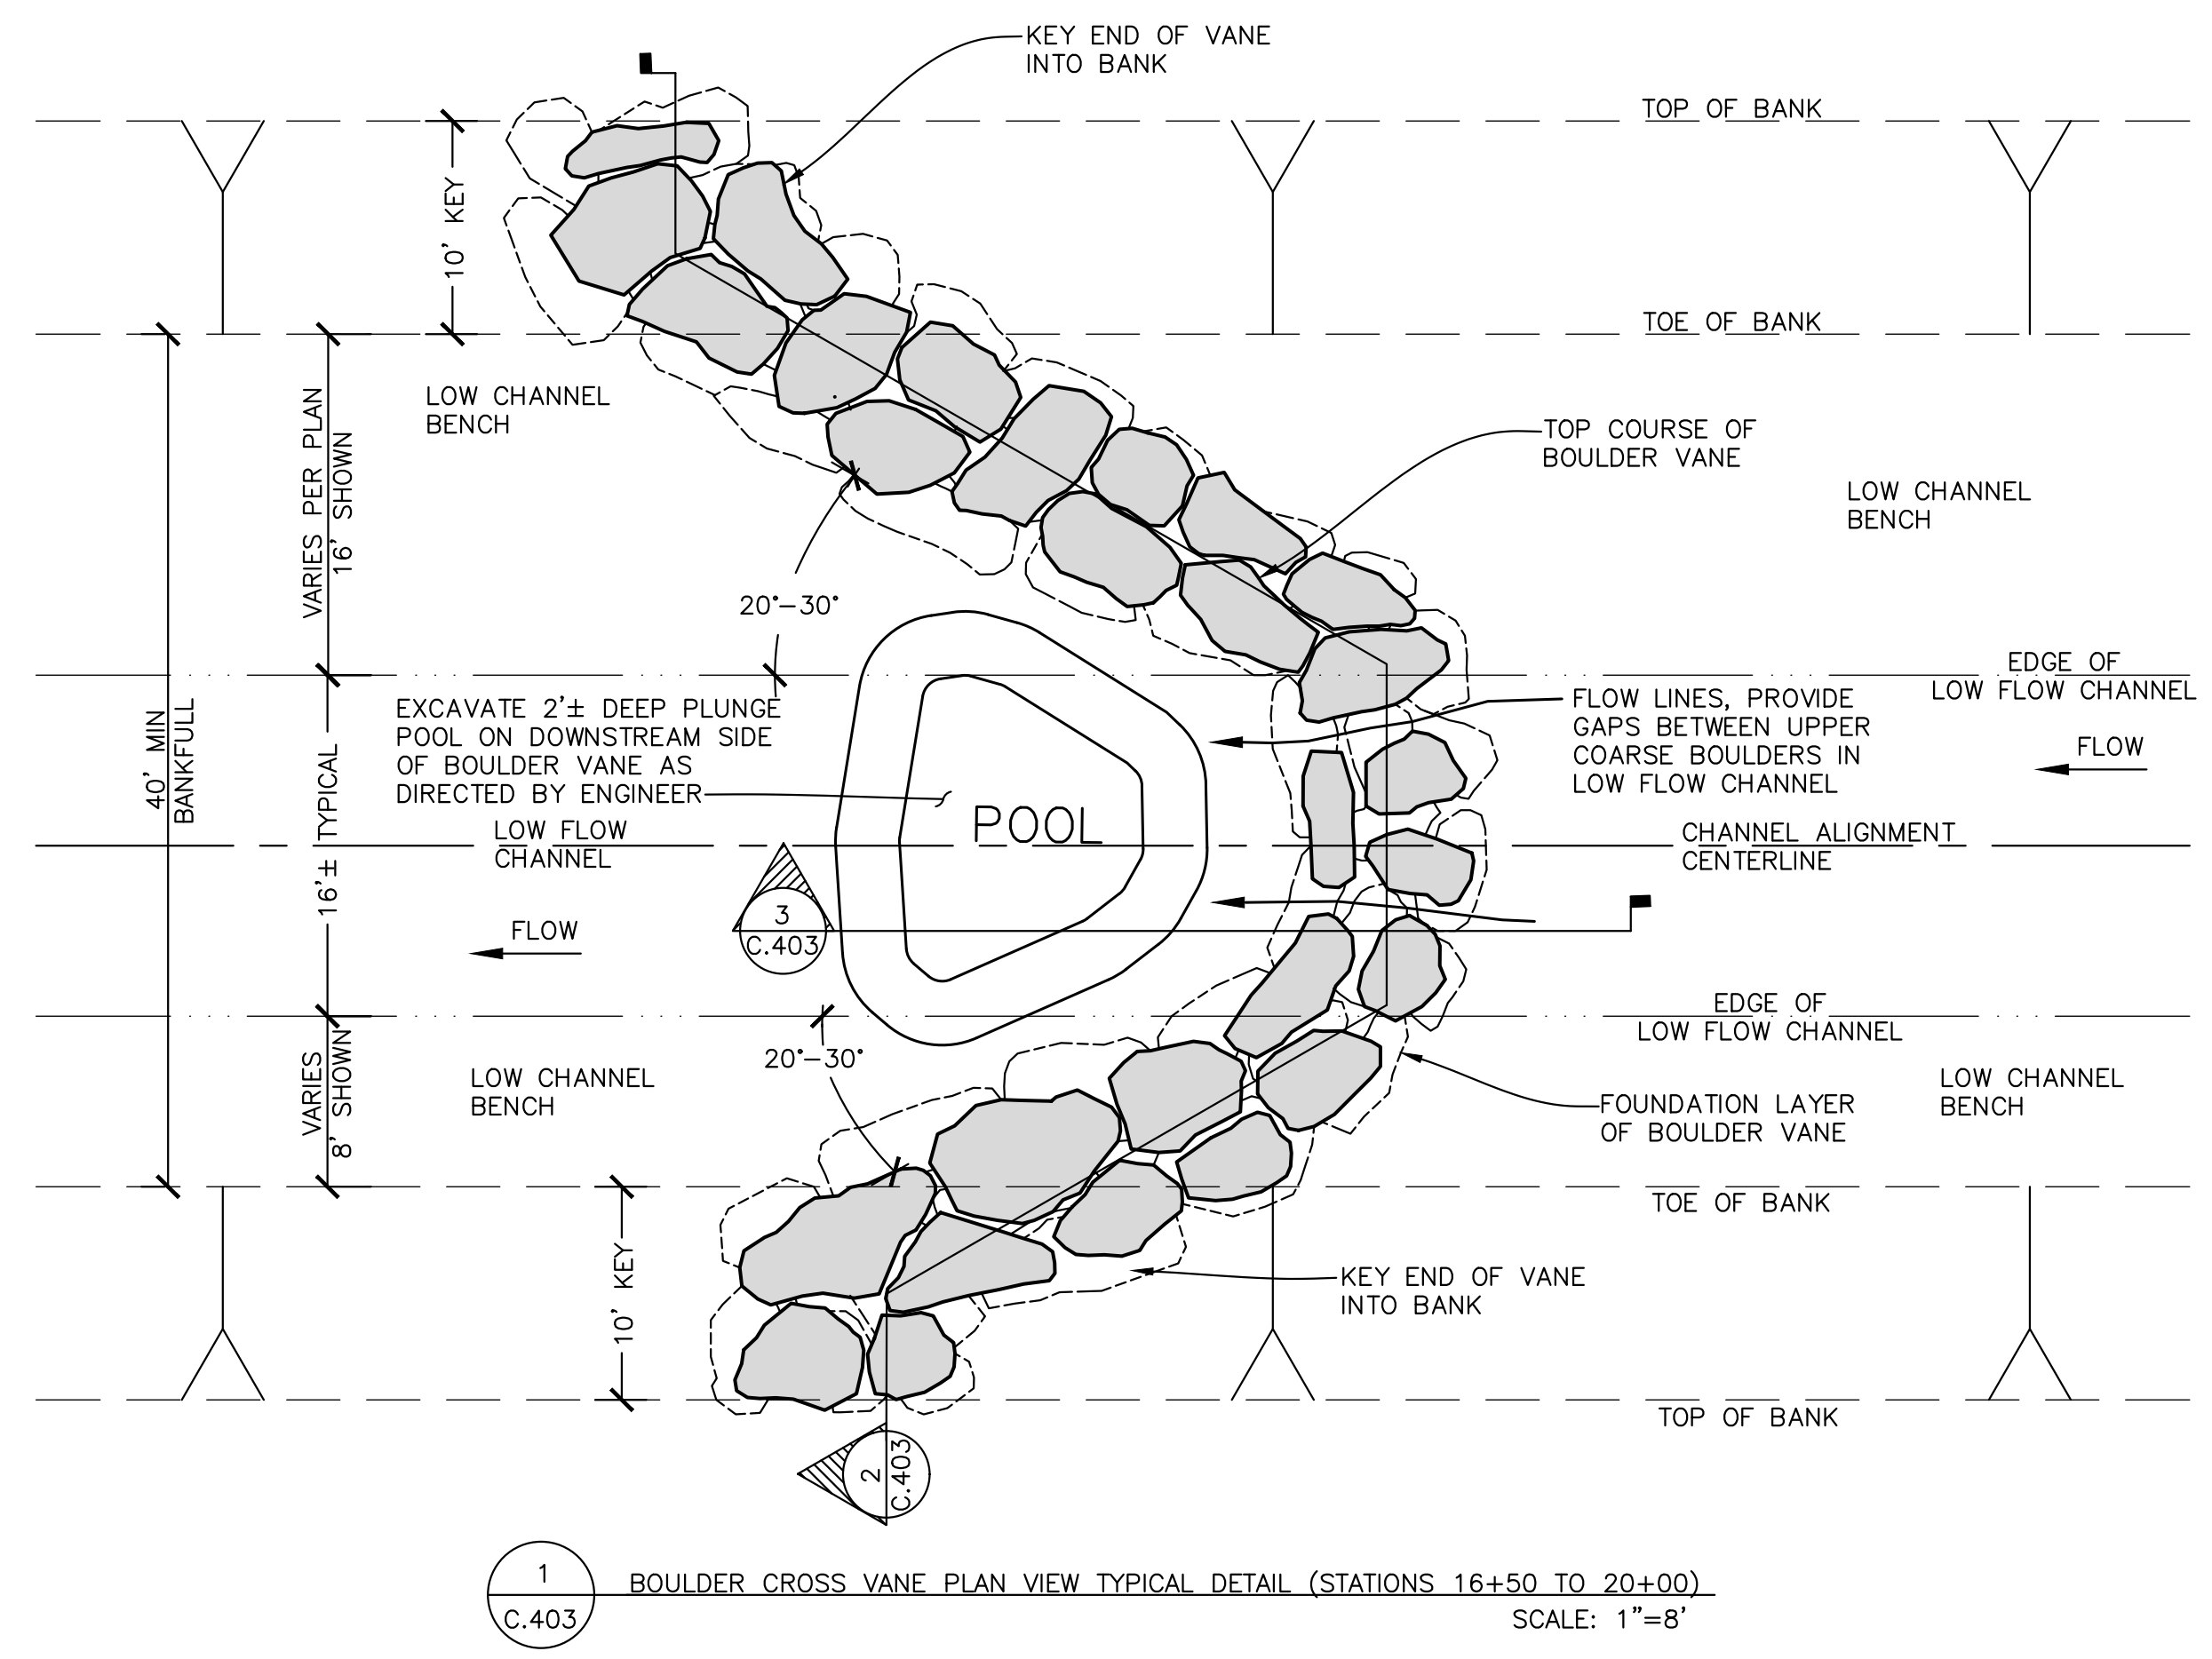 KEY END OF VANE
INTO BANK
TOP OF BANK
10' KEY
TOE OF BANK
LOW CHANNEL
BENCH
VARIES PER PLAN
16' SHOWN
TOP COURSE OF
BOULDER VANE
LOW CHANNEL
BENCH
20°-30°
EDGE OF
LOW FLOW CHANNEL
EXCAVATE 2'± DEEP PLUNGE
POOL ON DOWNSTREAM SIDE
OF BOULDER VANE AS
DIRECTED BY ENGINEER
FLOW LINES, PROVIDE
GAPS BETWEEN UPPER
COARSE BOULDERS IN
LOW FLOW CHANNEL
FLOW
40' MIN
BANKFULL
16'± TYPICAL
POOL
LOW FLOW
CHANNEL
CHANNEL ALIGNMENT
CENTERLINE
3
C.403
FLOW
EDGE OF
LOW FLOW CHANNEL
20°-30°
VARIES
8' SHOWN
LOW CHANNEL
BENCH
LOW CHANNEL
BENCH
FOUNDATION LAYER
OF BOULDER VANE
TOE OF BANK
10' KEY
KEY END OF VANE
INTO BANK
TOP OF BANK
2
C.403
1
C.403
BOULDER CROSS VANE PLAN VIEW TYPICAL DETAIL (STATIONS 16+50 TO 20+00)
SCALE: 1"=8'